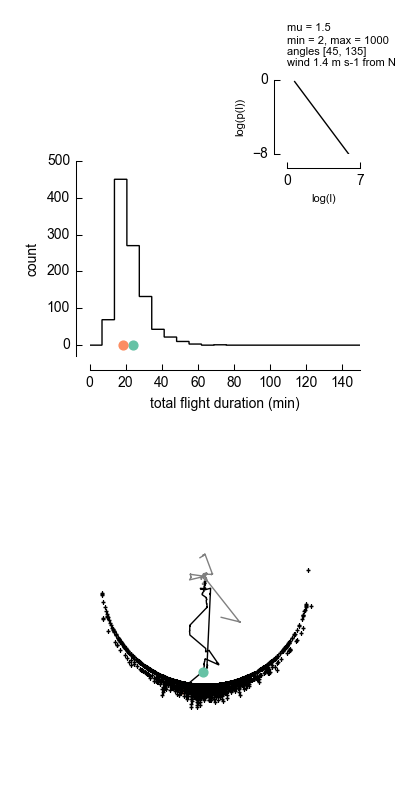 mu = 1.5
min = 2, max = 1000
angles [45, 135]
wind 1.4 m s-1 from N
0
log(p(l))
−8
0 7
log(l)
500
400
300
count
200
100
0
0 20 40 60 80 100 120 140
total flight duration (min)